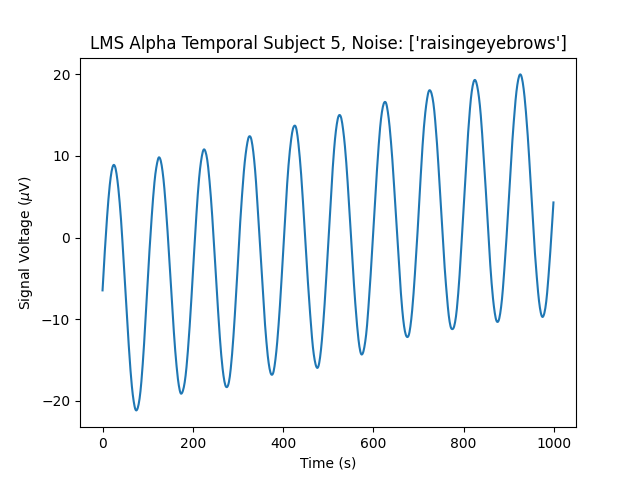 LMS Alpha Temporal Subject 5, Noise: ['raisingeyebrows']
20
10
0
−10
−20
Signal Voltage (μV)
0 200 400 600 800 1000
Time (s)